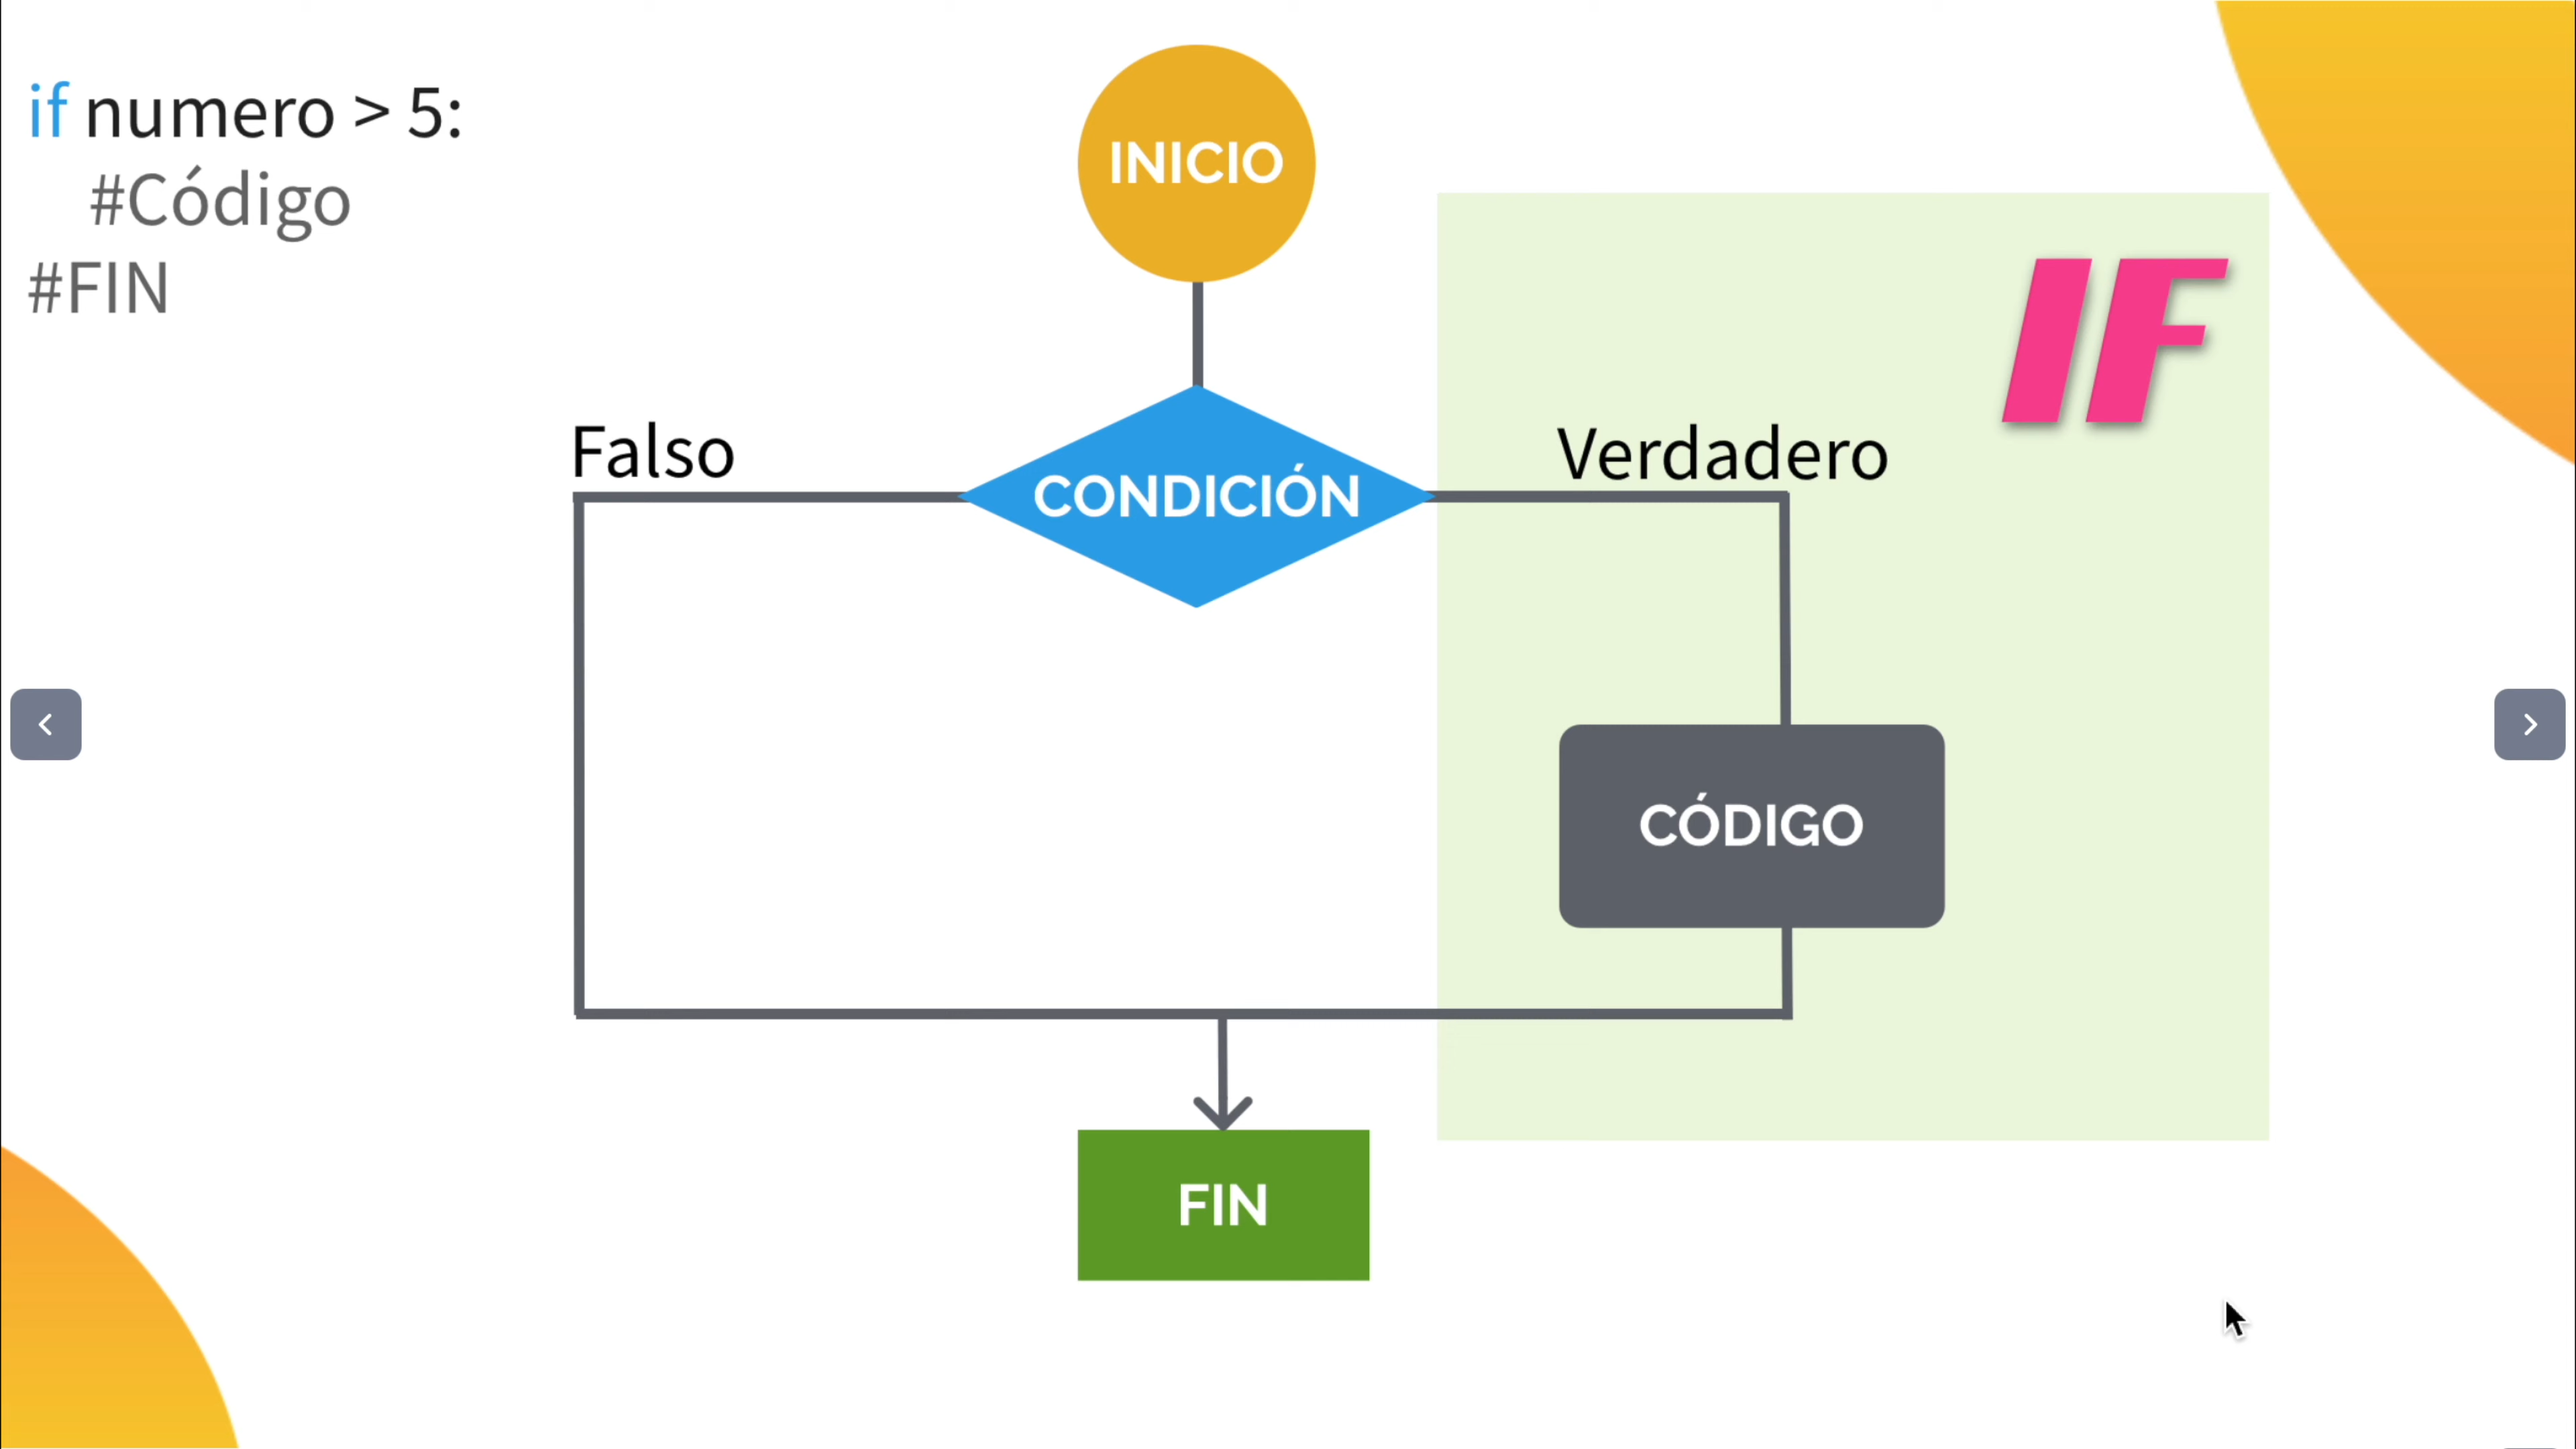 if numero > 5:
#Código
#FIN
INICIO
IF
Falso
CONDICIÓN
Verdadero
CÓDIGO
FIN